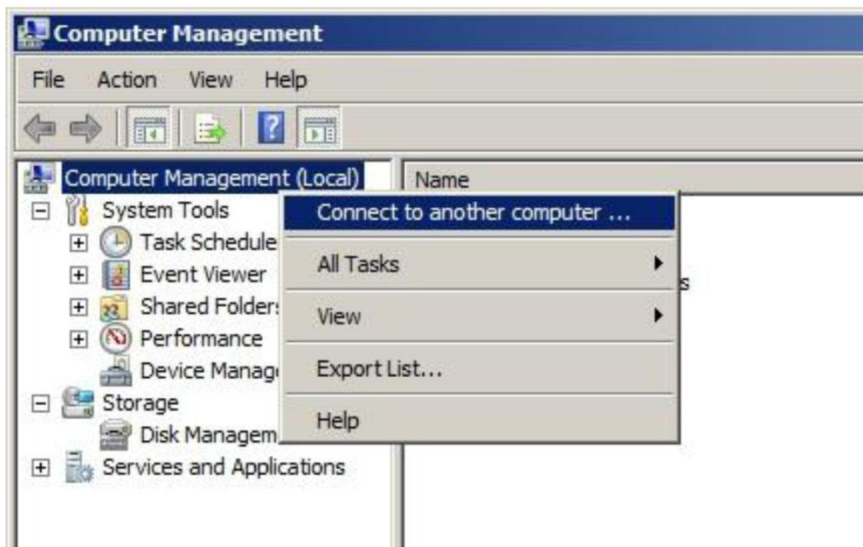 Computer Management
File Action View Help
Computer Management (Local)
Name
System Tools
Connect to another computer ...
Task Schedule
All Tasks
Event Viewer
s
Shared Folder
View
Performance
Device Manag
Export List...
Storage
Disk Managem
Help
Services and Applications